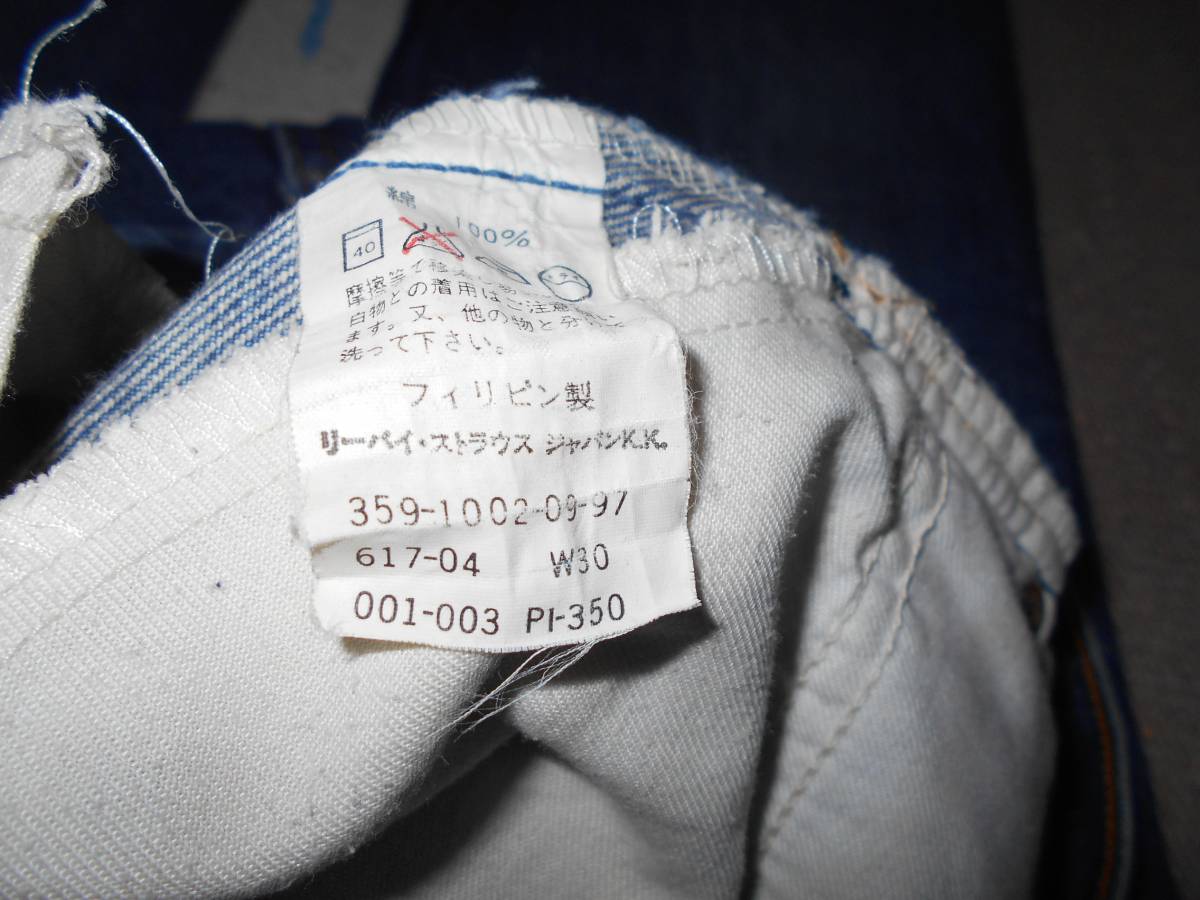 綿
100%
40
摩擦等で
白物との着用はご注意
ます。又、他の物と分
洗って下さい。
フィリピン製
リーバイ・ストラウス ジャパンK.K.
359-1002-09-97
617-04 W30
001-003 PI-350